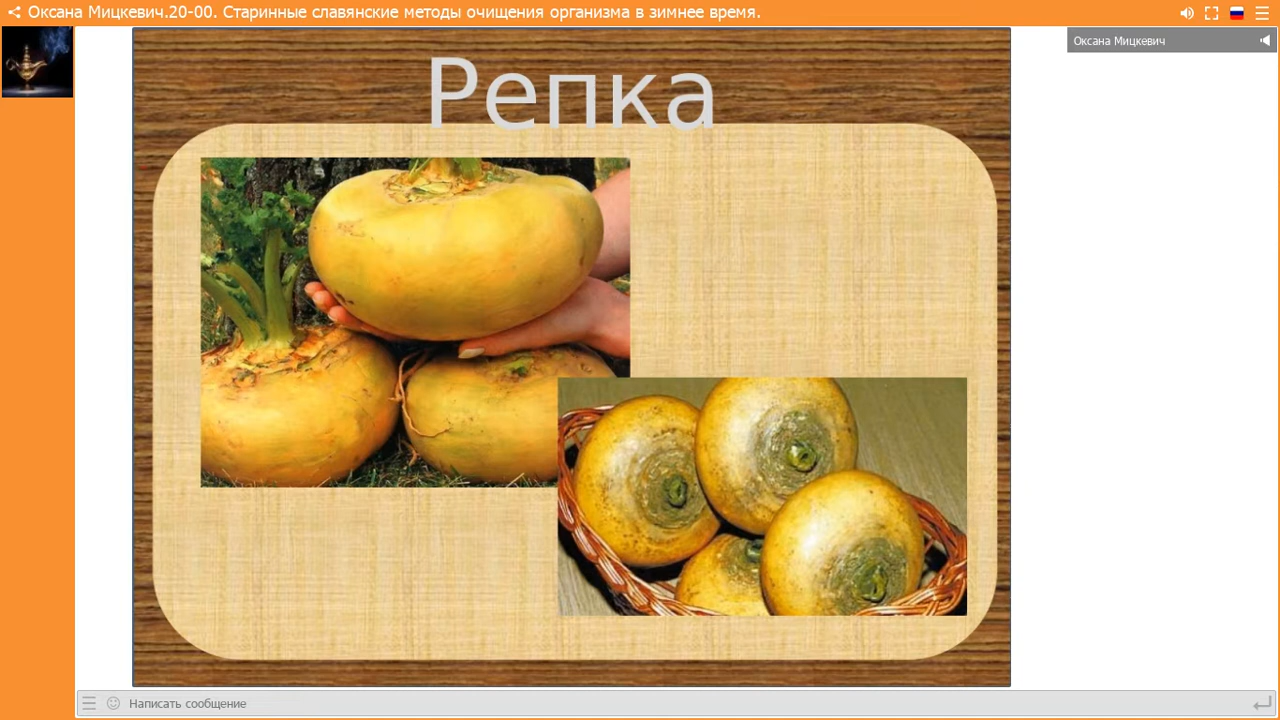 Оксана Мицкевич.20-00. Старинные славянские методы очищения организма в зимнее время.
Оксана Мицкевич
Репка
Написать сообщение